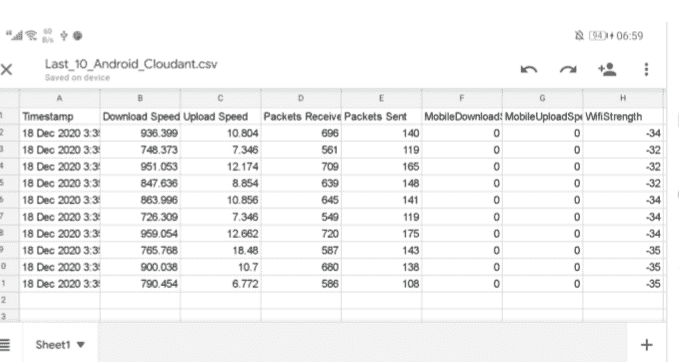 60
B/s
94 06:59
Last_10_Android_Cloudant.csv
Saved on device
A B C D E F G H
1 Timestamp Download Speed Upload Speed Packets Receive Packets Sent MobileDownload MobileUploadSp WifiStrength
2 18 Dec 2020 3:3 936.399 10.804 696 140 0 0 -34
3 18 Dec 2020 3:3 748.373 7.346 561 119 0 0 -32
4 18 Dec 2020 3:3 951.053 12.174 709 165 0 0 -32
5 18 Dec 2020 3:3 847.636 8.854 639 148 0 0 -32
6 18 Dec 2020 3:3 863.996 10.856 645 141 0 0 -34
7 18 Dec 2020 3:3 726.309 7.346 549 119 0 0 -34
8 18 Dec 2020 3:3 959.054 12.662 720 175 0 0 -34
9 18 Dec 2020 3:3 765.768 18.48 587 143 0 0 -35
0 18 Dec 2020 3:3 900.038 10.7 680 138 0 0 -35
1 18 Dec 2020 3:3 790.454 6.772 586 108 0 0 -35
2
3
Sheet1